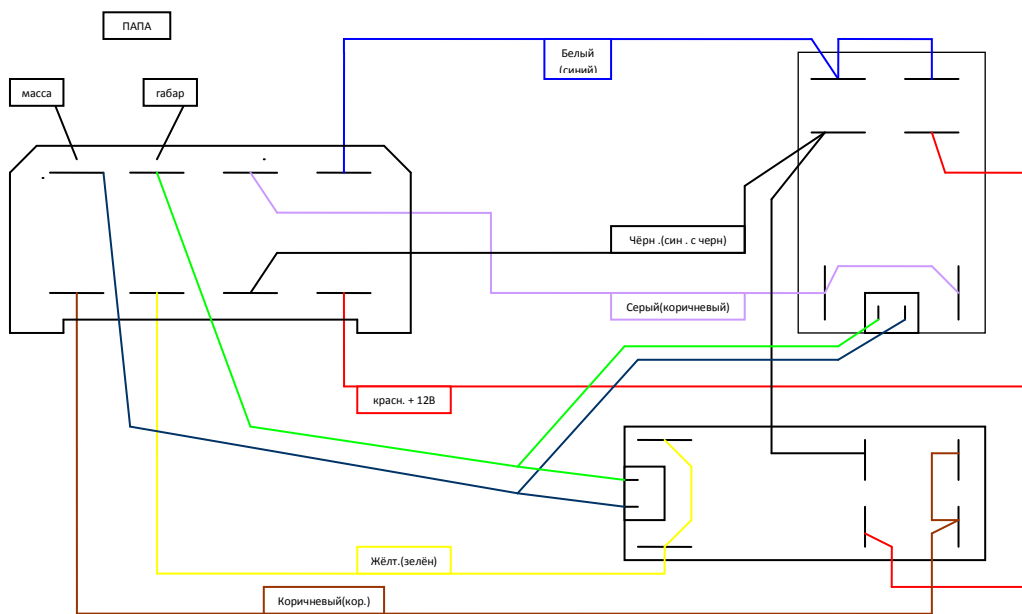 ПАПА
Белый
(синий)
масса
габар
Чёрн .(син . с черн)
Серый(коричневый)
красн. + 12В
Жёлт.(зелён)
Коричневый(кор.)